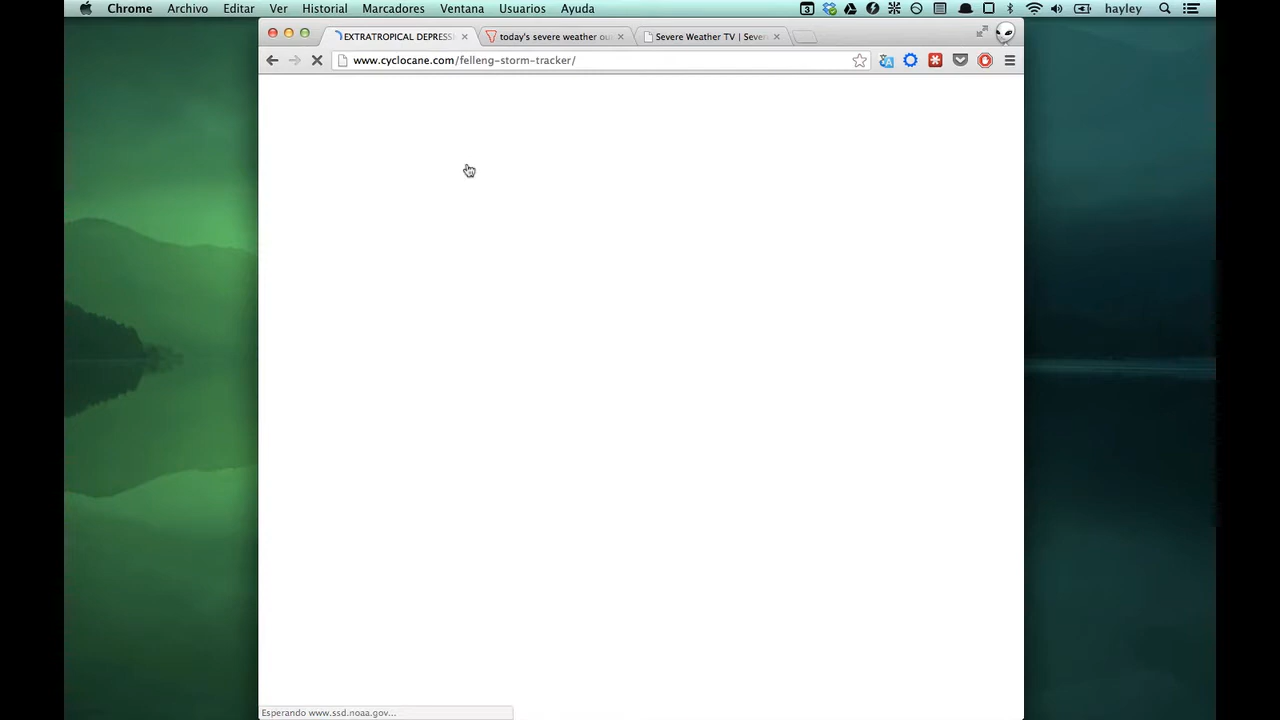 Chrome Archivo Editar Ver Historial Marcadores Ventana Usuarios Ayuda 3 hayley
EXTRATROPICAL DEPRESS today's severe weather ou Severe Weather TV | Sever
www.cyclocane.com/felleng-storm-tracker/
Esperando www.ssd.noaa.gov...